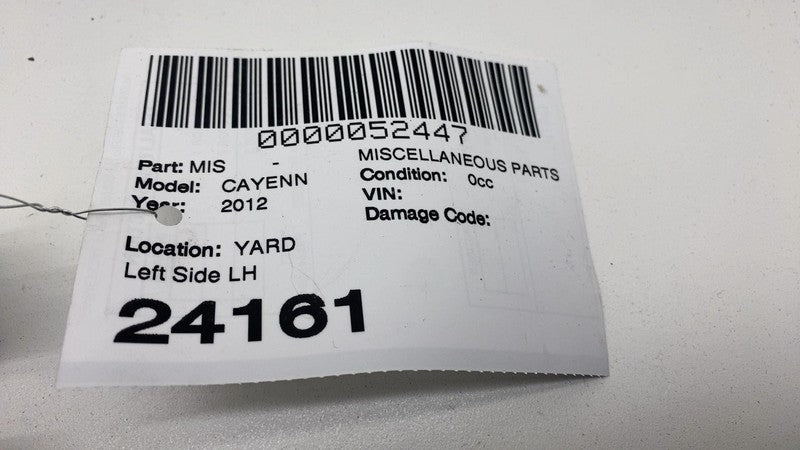 0000052447
Part: MIS - MISCELLANEOUS PARTS
Model: CAYENN Condition: 0cc
Year: 2012 VIN:
Damage Code:
Location: YARD
Left Side LH
24161